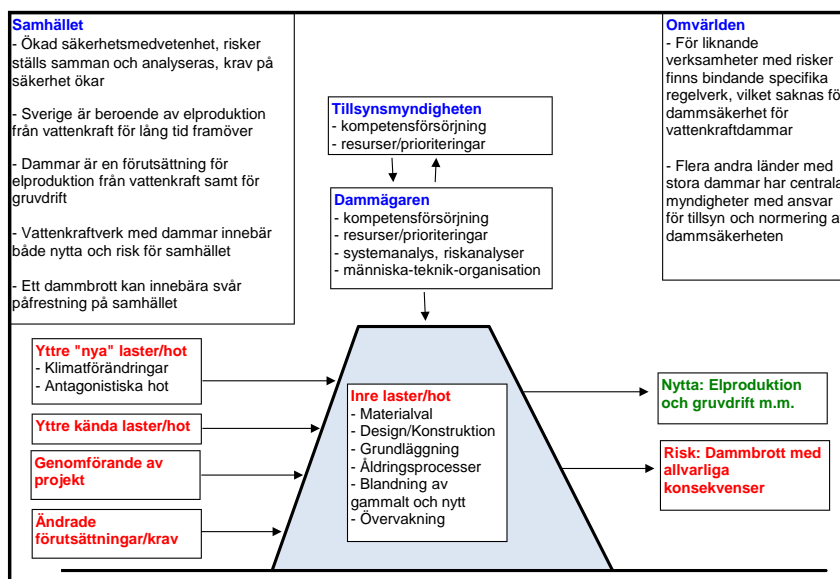 Samhället
- Ökad säkerhetsmedvetenhet, risker
ställs samman och analyseras, krav på
säkerhet ökar
- Sverige är beroende av elproduktion
från vattenkraft för lång tid framöver
- Dammar är en förutsättning för
elproduktion från vattenkraft samt för
gruvdrift
- Vattenkraftverk med dammar innebär
både nytta och risk för samhället
- Ett dammbrott kan innebära svår
påfrestning på samhället
Tillsynsmyndigheten
- kompetensförsörjning
- resurser/prioriteringar
Dammägaren
- kompetensförsörjning
- resurser/prioriteringar
- systemanalys, riskanalyser
- människa-teknik-organisation
Omvärlden
- För liknande
verksamheter med risker
finns bindande specifika
regelverk, vilket saknas fö
dammsäkerhet för
vattenkraftdammar
- Flera andra länder med
stora dammar har centrala
myndigheter med ansvar
för tillsyn och normering a
dammsäkerheten
Yttre "nya" laster/hot
- Klimatförändringar
- Antagonistiska hot
Yttre kända laster/hot
Genomförande av
projekt
Ändrade
förutsättningar/krav
Inre laster/hot
- Materialval
- Design/Konstruktion
- Grundläggning
- Åldringsprocesser
- Blandning av
gammalt och nytt
- Övervakning
Nytta: Elproduktion
och gruvdrift m.m.
Risk: Dammbrott med
allvarliga
konsekvenser